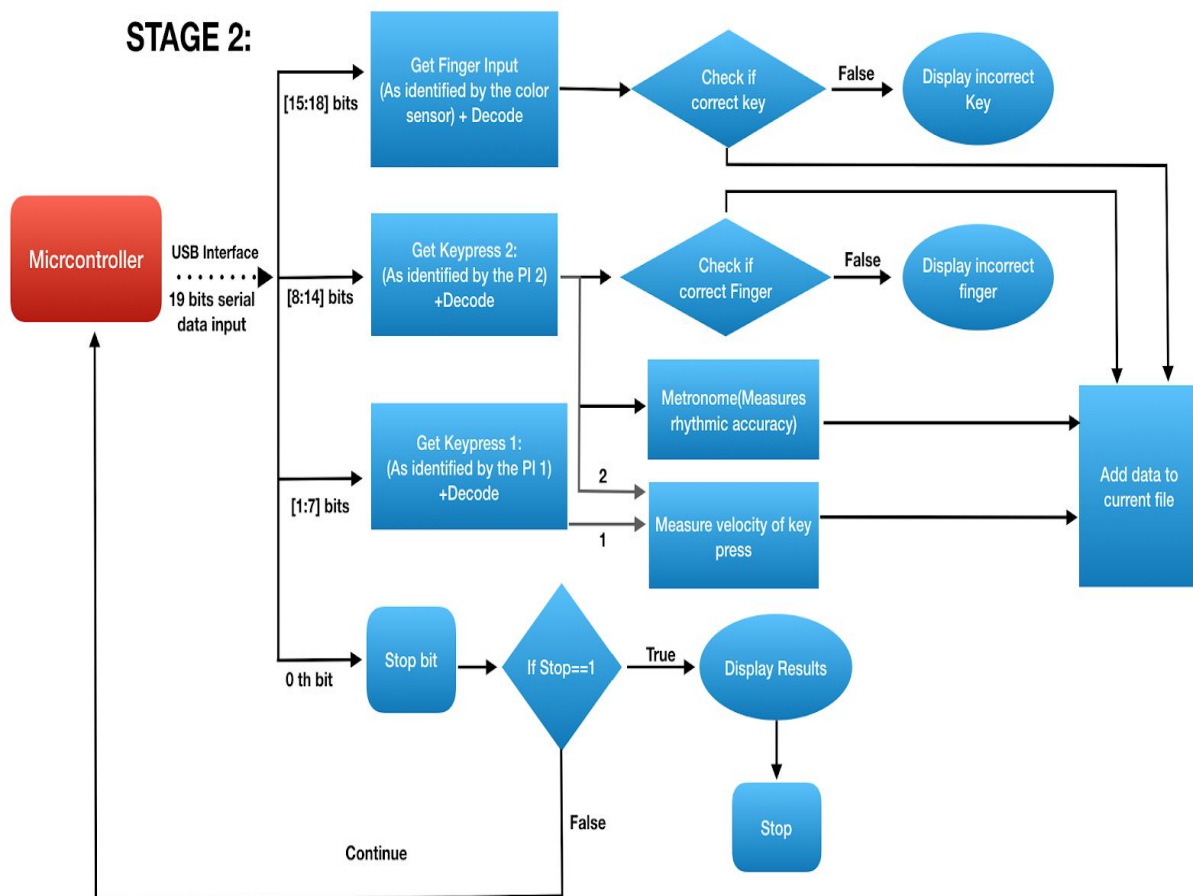 STAGE 2:
Get Finger Input
(As identified by the color
sensor) + Decode
[15:18] bits
Check if
correct key
False
Display incorrect
Key
Micrcontroller
USB Interface
19 bits serial
data input
Get Keypress 2:
(As identified by the PI 2)
+Decode
[8:14] bits
Check if
correct Finger
False
Display incorrect
finger
Metronome(Measures
rhythmic accuracy)
Get Keypress 1:
(As identified by the PI 1)
+Decode
[1:7] bits
2
1
Measure velocity of key
press
Add data to
current file
Stop bit
0 th bit
If Stop==1
True
Display Results
False
Continue
Stop